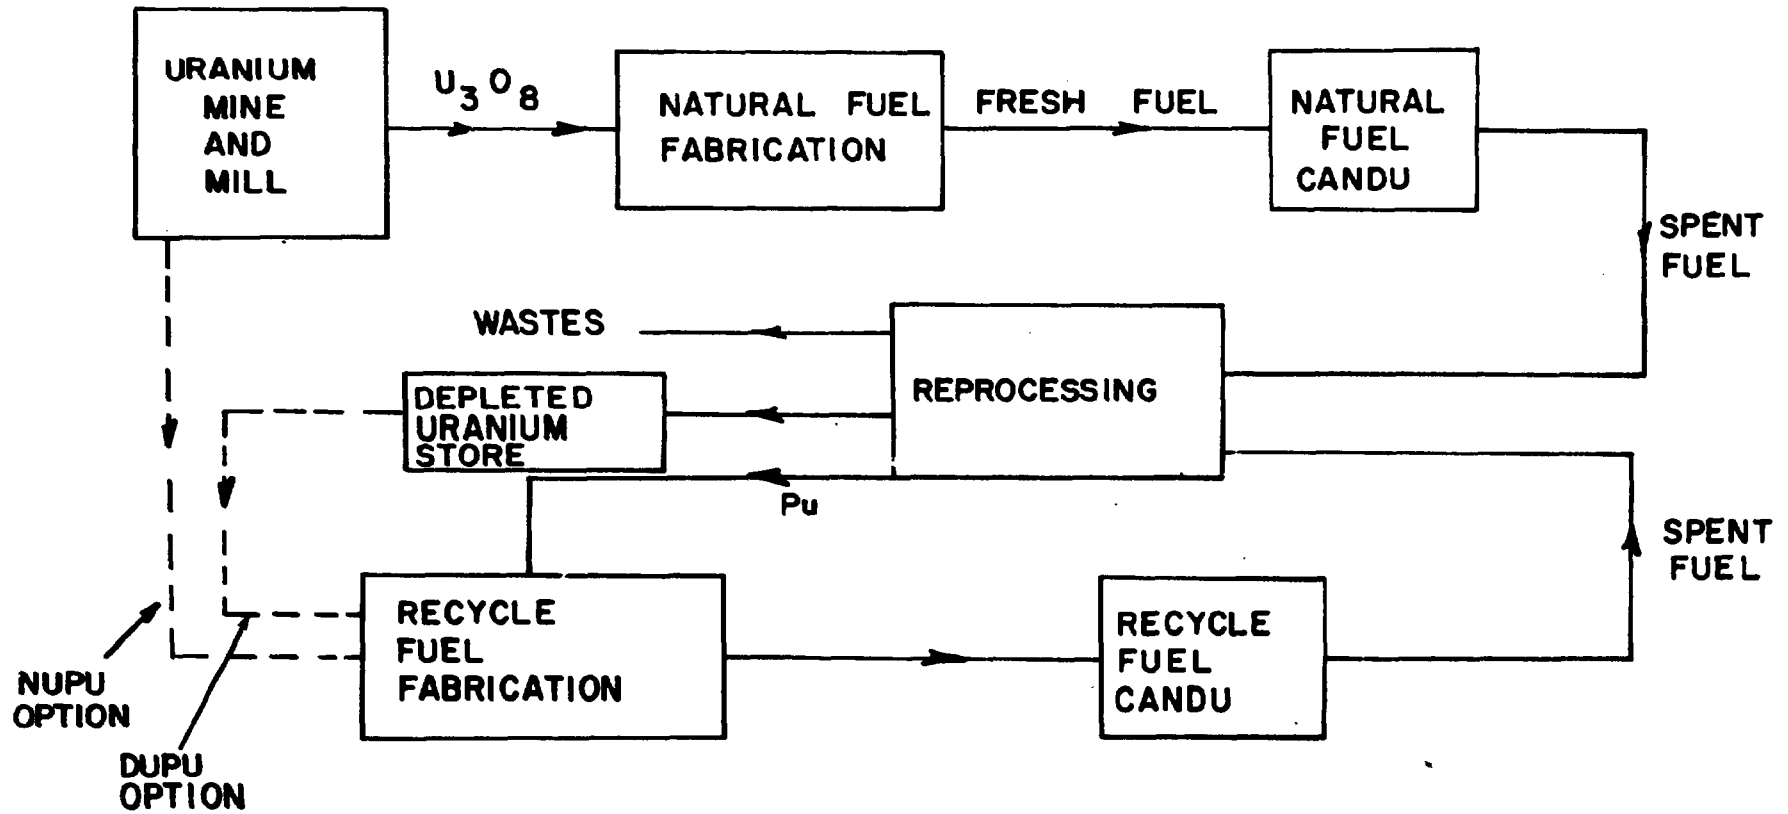 URANIUM
MINE
AND
MILL
U3O8
NATURAL FUEL
FABRICATION
FRESH FUEL
NATURAL
FUEL
CANDU
SPENT
FUEL
WASTES
REPROCESSING
DEPLETED
URANIUM
STORE
Pu
SPENT
FUEL
RECYCLE
FUEL
FABRICATION
RECYCLE
FUEL
CANDU
NUPU
OPTION
DUPU
OPTION